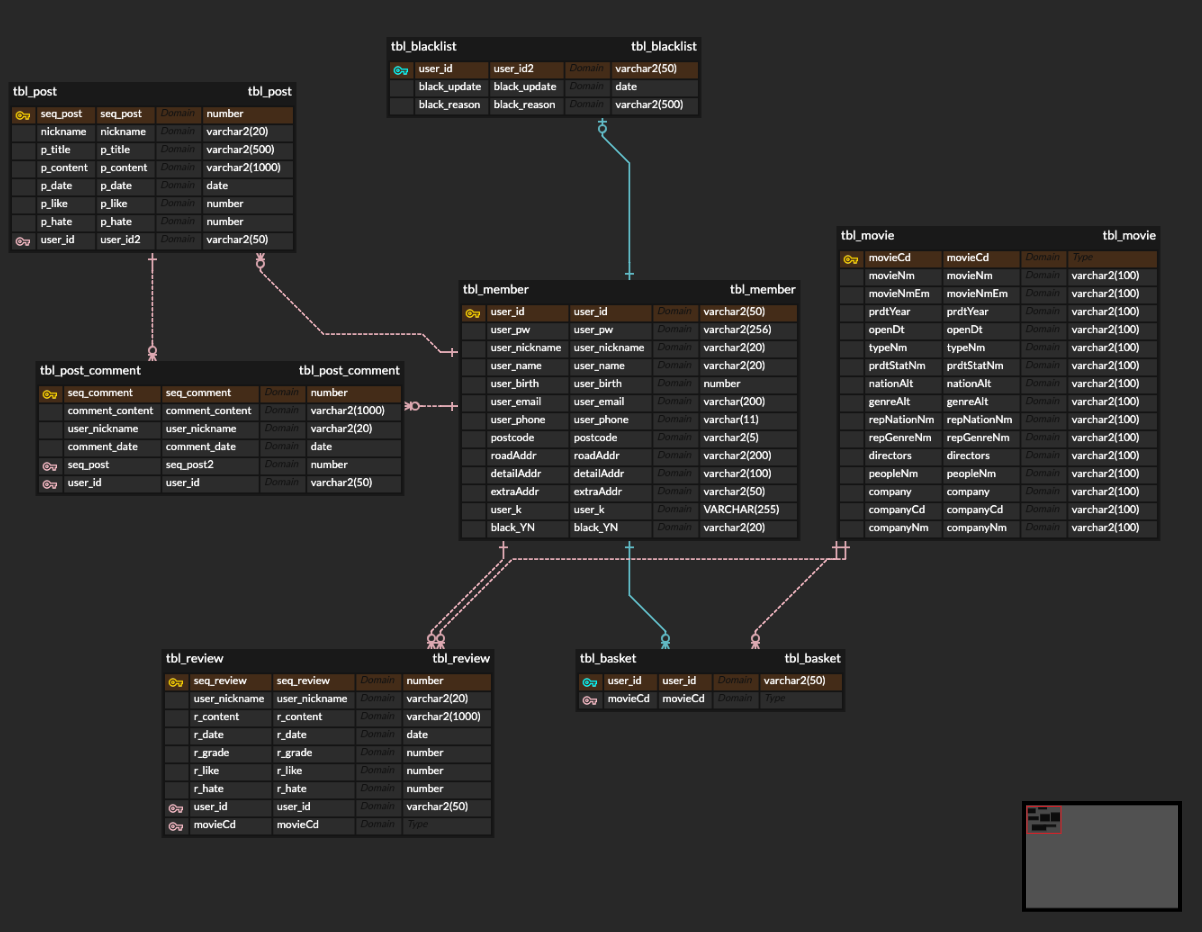 tbl_blacklist tbl_blacklist
user_id user_id2 Domain varchar2(50)
black_update black_update Domain date
black_reason black_reason Domain varchar2(500)
tbl_post tbl_post
seq_post seq_post Domain number
nickname nickname Domain varchar2(20)
p_title p_title Domain varchar2(500)
p_content p_content Domain varchar2(1000)
p_date p_date Domain date
p_like p_like Domain number
p_hate p_hate Domain number
user_id user_id2 Domain varchar2(50)
tbl_movie tbl_movie
movieCd movieCd Domain Type
movieNm movieNm Domain varchar2(100)
movieNmEm movieNmEm Domain varchar2(100)
prdtYear prdtYear Domain varchar2(100)
openDt openDt Domain varchar2(100)
typeNm typeNm Domain varchar2(100)
prdtStatNm prdtStatNm Domain varchar2(100)
nationAlt nationAlt Domain varchar2(100)
genreAlt genreAlt Domain varchar2(100)
repNationNm repNationNm Domain varchar2(100)
repGenreNm repGenreNm Domain varchar2(100)
directors directors Domain varchar2(100)
peopleNm peopleNm Domain varchar2(100)
company company Domain varchar2(100)
companyCd companyCd Domain varchar2(100)
companyNm companyNm Domain varchar2(100)
tbl_member tbl_member
user_id user_id Domain varchar2(50)
user_pw user_pw Domain varchar2(256)
user_nickname user_nickname Domain varchar2(20)
user_name user_name Domain varchar2(20)
user_birth user_birth Domain number
user_email user_email Domain varchar(200)
user_phone user_phone Domain varchar(11)
postcode postcode Domain varchar2(5)
roadAddr roadAddr Domain varchar2(200)
detailAddr detailAddr Domain varchar2(100)
extraAddr extraAddr Domain varchar2(50)
user_k user_k Domain VARCHAR(255)
black_YN black_YN Domain varchar2(20)
tbl_post_comment tbl_post_comment
seq_comment seq_comment Domain number
comment_content comment_content Domain varchar2(1000)
user_nickname user_nickname Domain varchar2(20)
comment_date comment_date Domain date
seq_post seq_post2 Domain number
user_id user_id Domain varchar2(50)
tbl_review tbl_review
seq_review seq_review Domain number
user_nickname user_nickname Domain varchar2(20)
r_content r_content Domain varchar2(1000)
r_date r_date Domain date
r_grade r_grade Domain number
r_like r_like Domain number
r_hate r_hate Domain number
user_id user_id Domain varchar2(50)
movieCd movieCd Domain Type
tbl_basket tbl_basket
user_id user_id Domain varchar2(50)
movieCd movieCd Domain Type